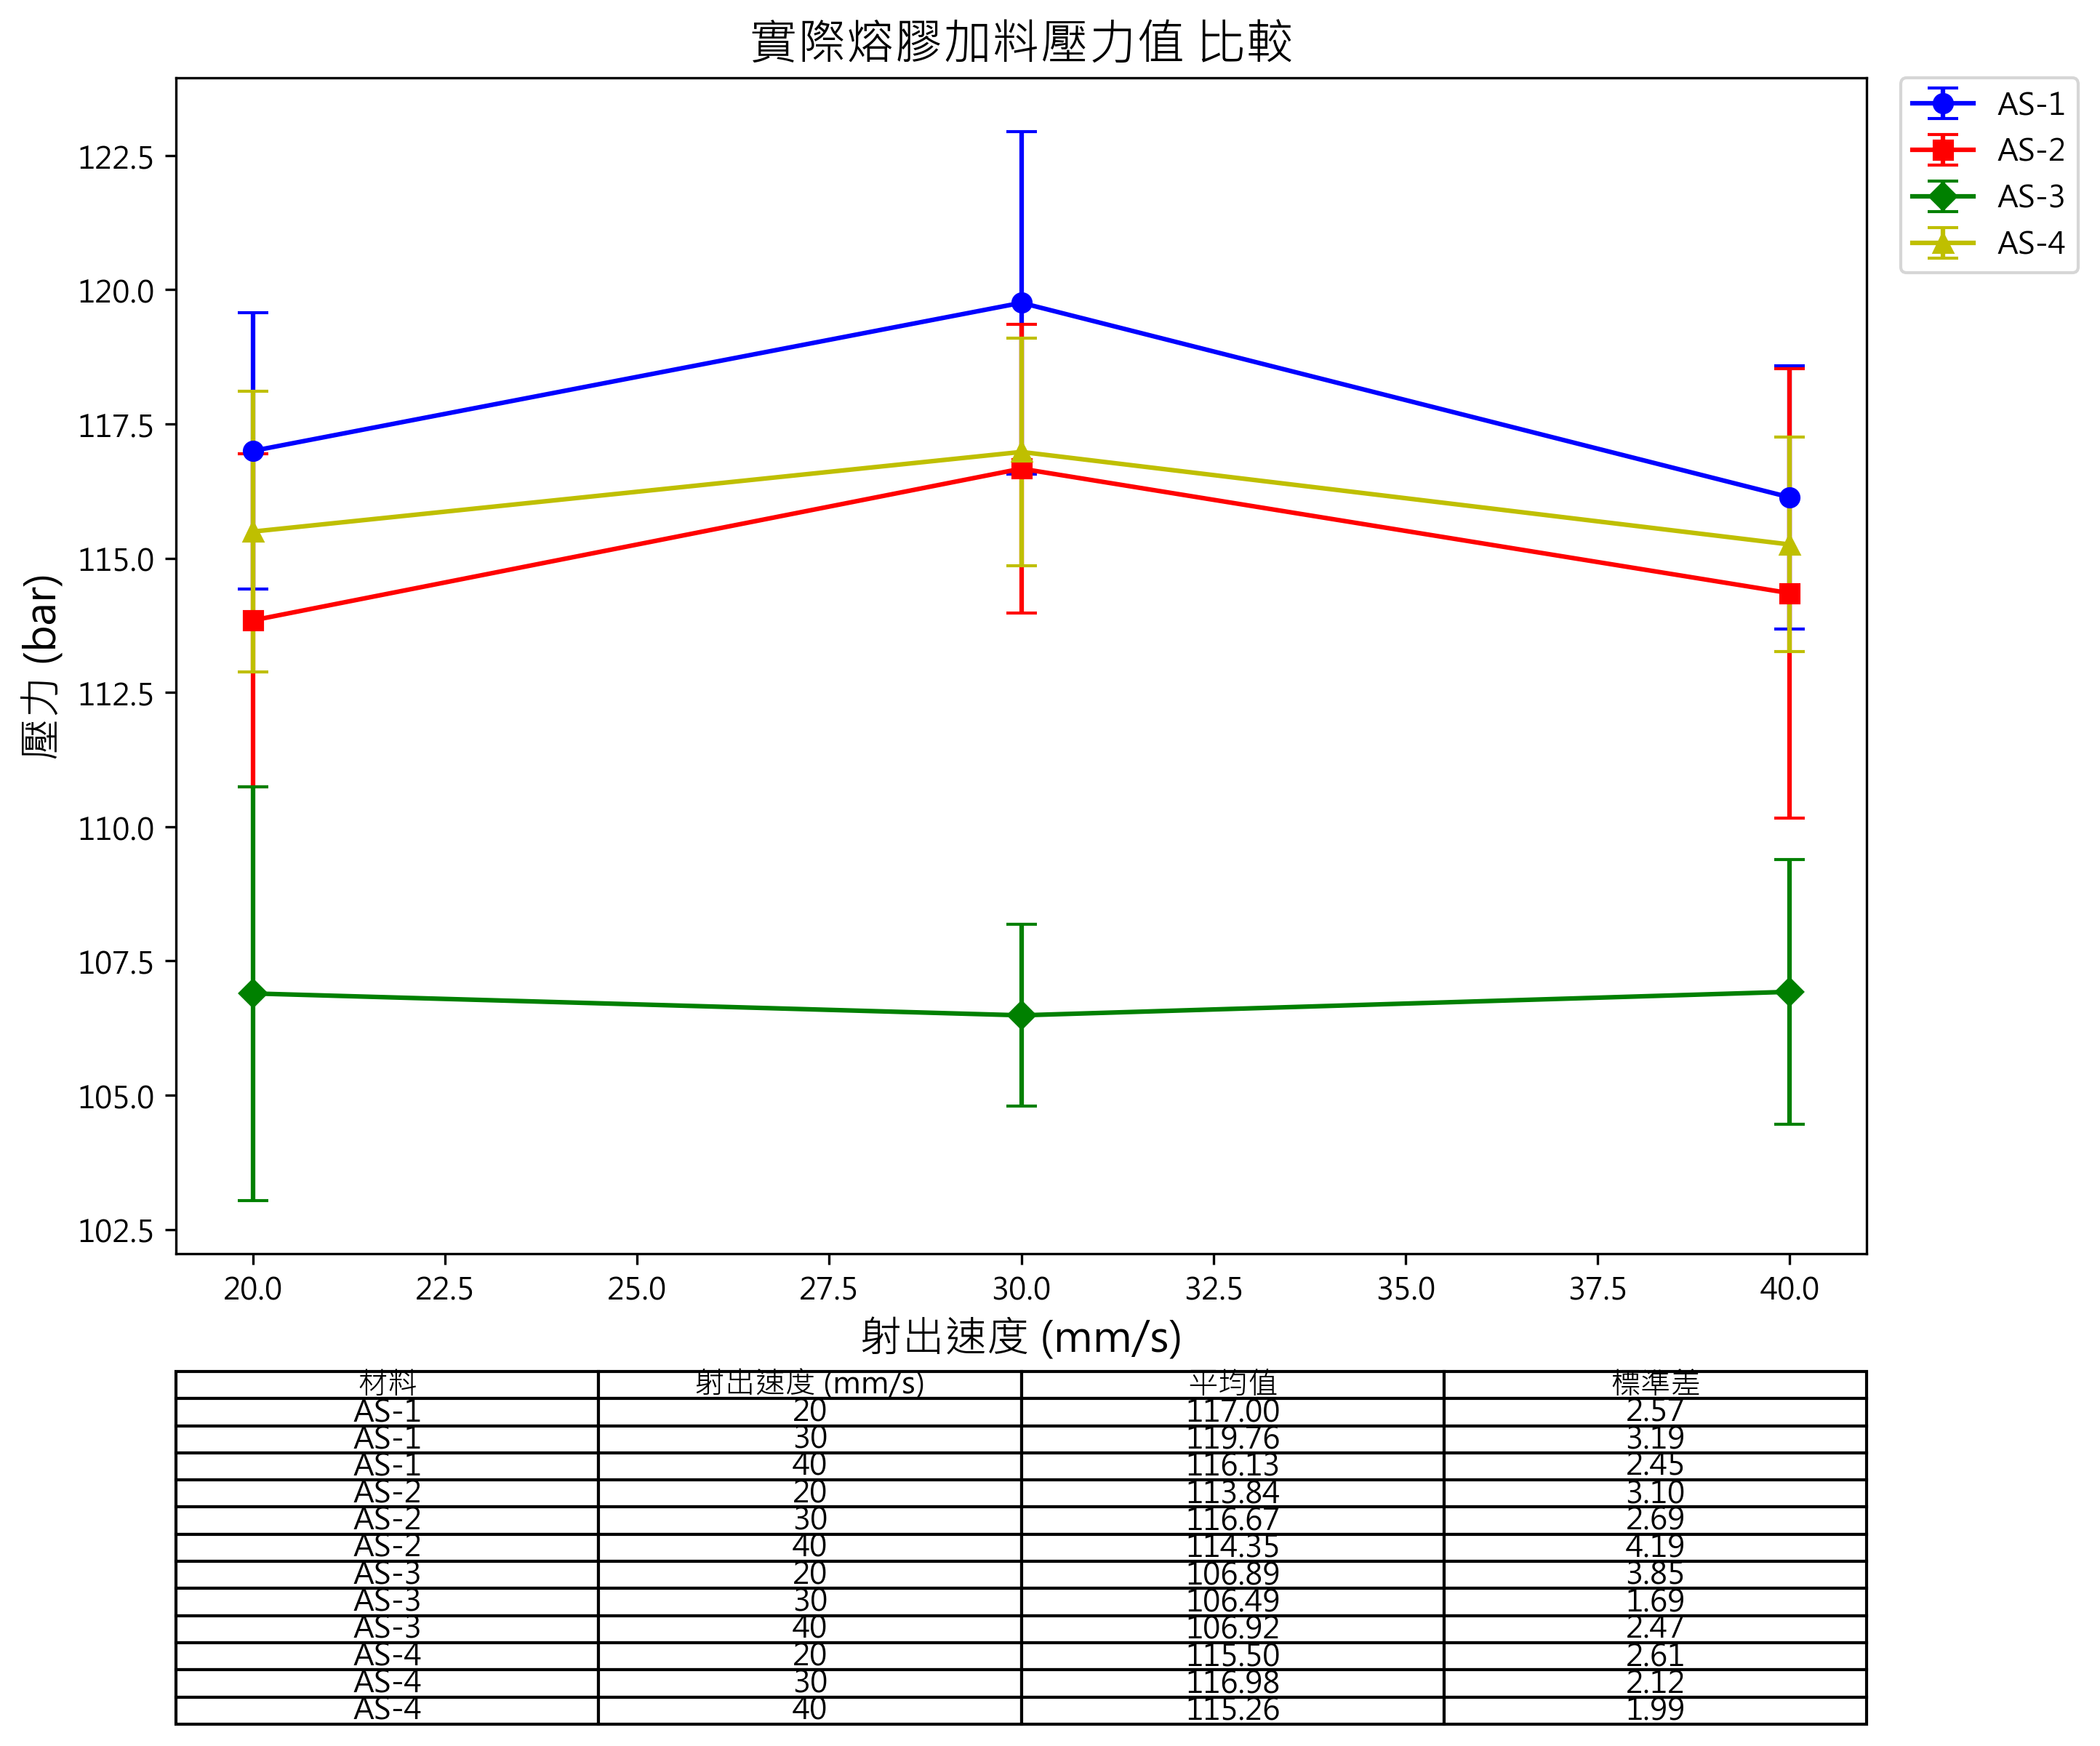 實際熔膠加料壓力值 比較
AS-1
AS-2
AS-3
AS-4
壓力 (bar)
122.5
120.0
117.5
115.0
112.5
110.0
107.5
105.0
102.5
20.0 22.5 25.0 27.5 30.0 32.5 35.0 37.5 40.0
射出速度 (mm/s)
材料 射出速度 (mm/s) 平均值 標準差
AS-1 20 117.00 2.57
AS-1 30 119.76 3.19
AS-1 40 116.13 2.45
AS-2 20 113.84 3.10
AS-2 30 116.67 2.69
AS-2 40 114.35 4.19
AS-3 20 106.89 3.85
AS-3 30 106.49 1.69
AS-3 40 106.92 2.47
AS-4 20 115.50 2.61
AS-4 30 116.98 2.12
AS-4 40 115.26 1.99